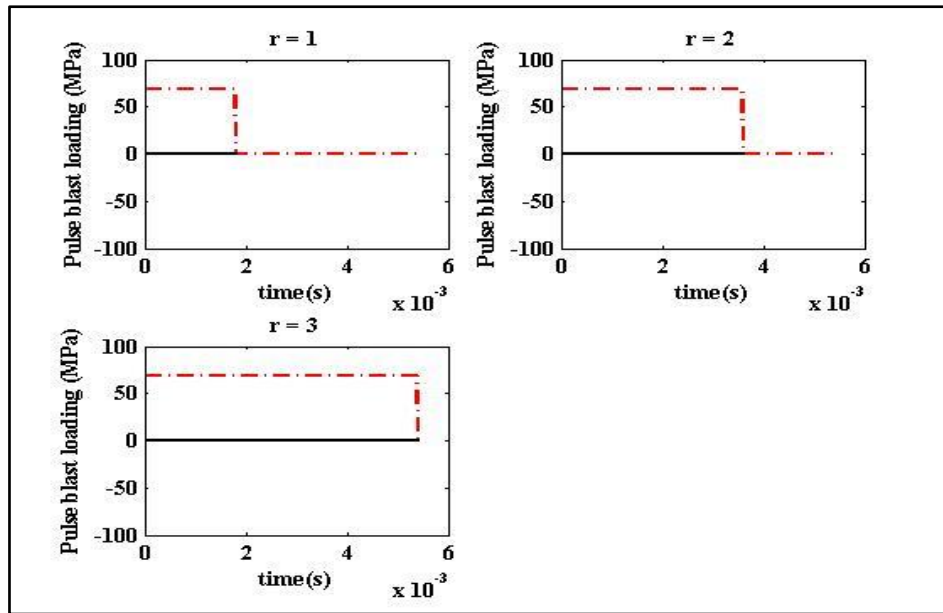 r = 1
Pulse blast loading (MPa)
100
50
0
-50
-100
0 2 4 6
time(s)
x 10⁻³
r = 2
Pulse blast loading (MPa)
100
50
0
-50
-100
0 2 4 6
time(s)
x 10⁻³
r = 3
Pulse blast loading (MPa)
100
50
0
-50
-100
0 2 4 6
time(s)
x 10⁻³